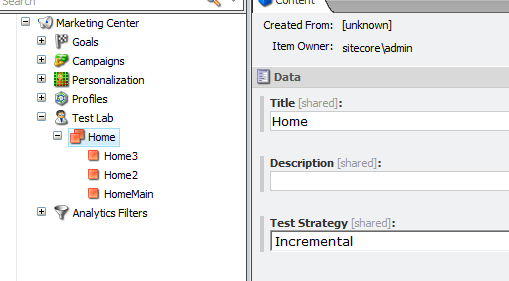 Search
Marketing Center
Goals
Campaigns
Personalization
Profiles
Test Lab
Home
Home3
Home2
HomeMain
Analytics Filters
Content
Created From: [unknown]
Item Owner: sitecore\admin
Data
Title [shared]:
Home
Description [shared]:
Test Strategy [shared]:
Incremental